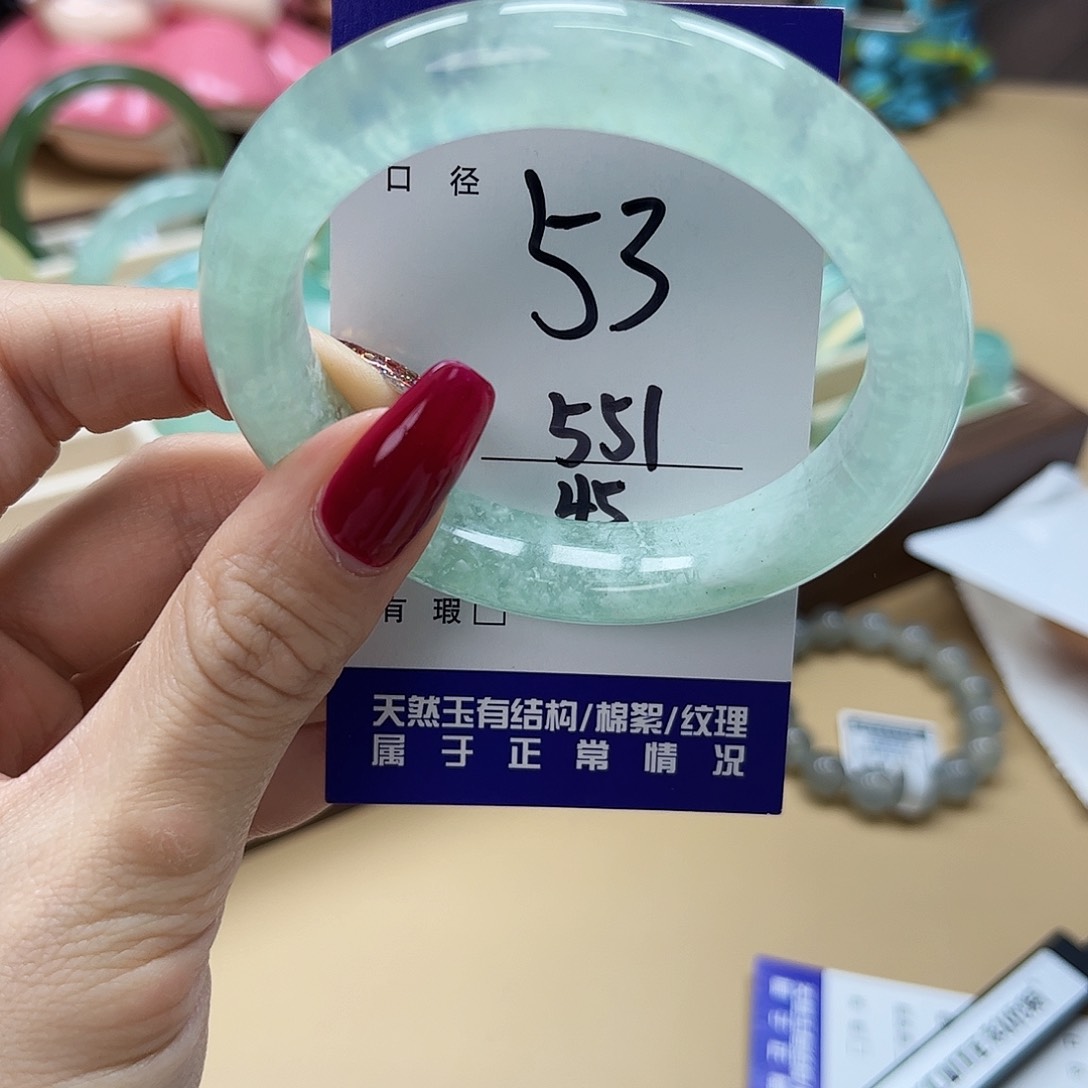 口 径
53
551
45
有 瑕 □
天然玉有结构/棉絮/纹理
属 于 正 常 情 况